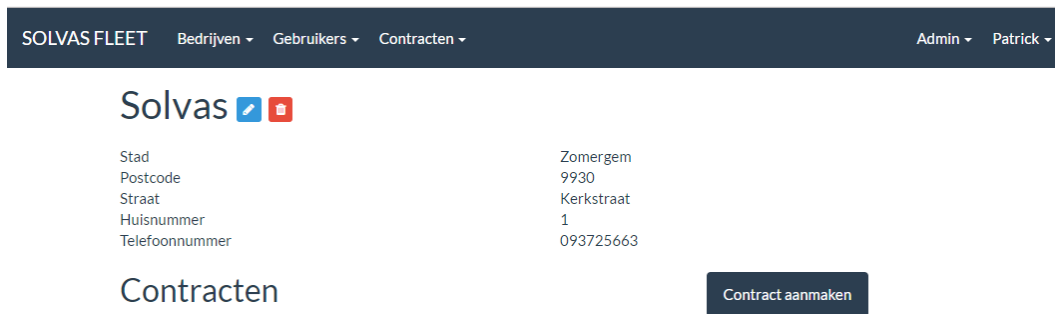 SOLVAS FLEET Bedrijven Gebruikers Contracten Admin Patrick
Solvas
Stad Zomergem
Postcode 9930
Straat Kerkstraat
Huisnummer 1
Telefoonnummer 093725663
Contracten Contract aanmaken